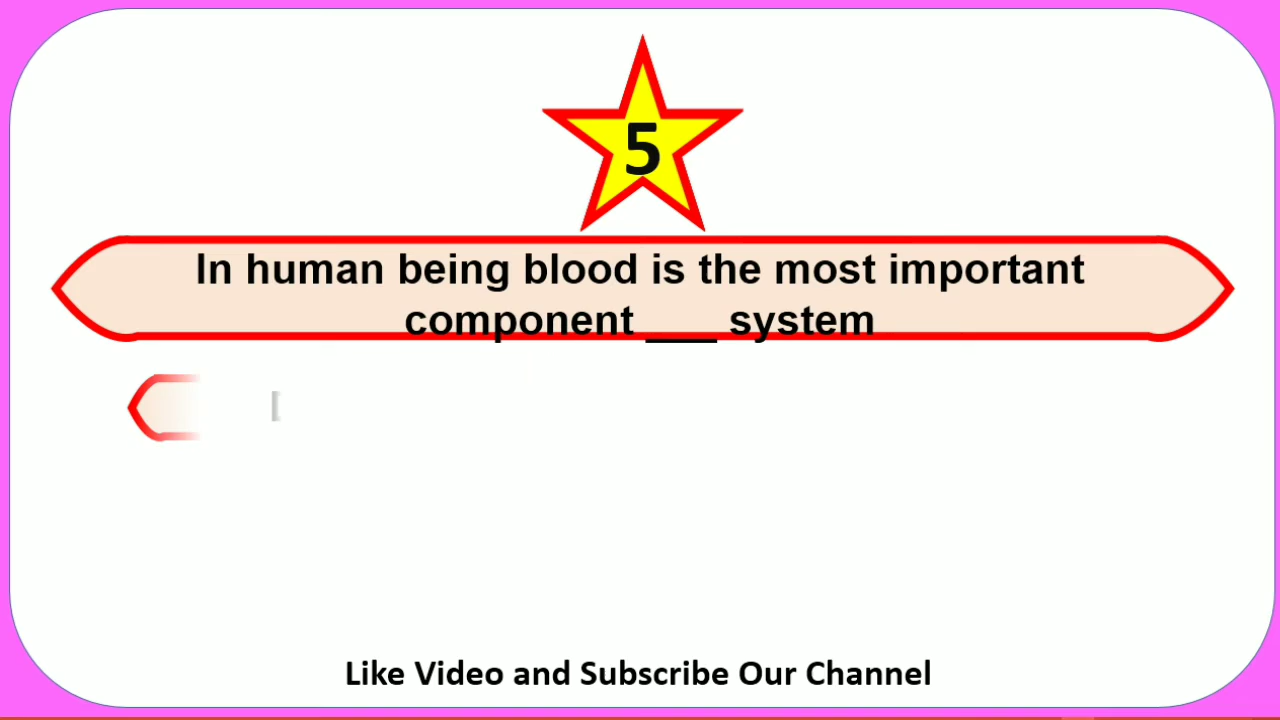 5
In human being blood is the most important
component ___ system
Like Video and Subscribe Our Channel